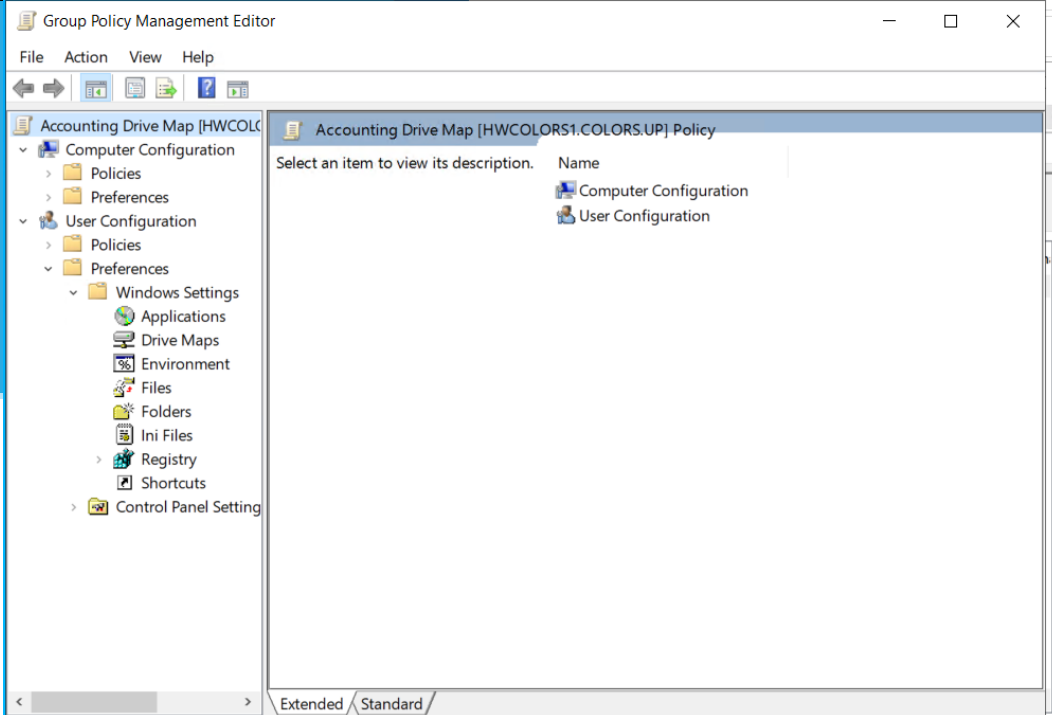 Group Policy Management Editor
File Action View Help
Accounting Drive Map [HWCOLO
Computer Configuration
Policies
Preferences
User Configuration
Policies
Preferences
Windows Settings
Applications
Drive Maps
Environment
Files
Folders
Ini Files
Registry
Shortcuts
Control Panel Setting
Accounting Drive Map [HWCOLORS1.COLORS.UP] Policy
Select an item to view its description.
Name
Computer Configuration
User Configuration
Extended Standard